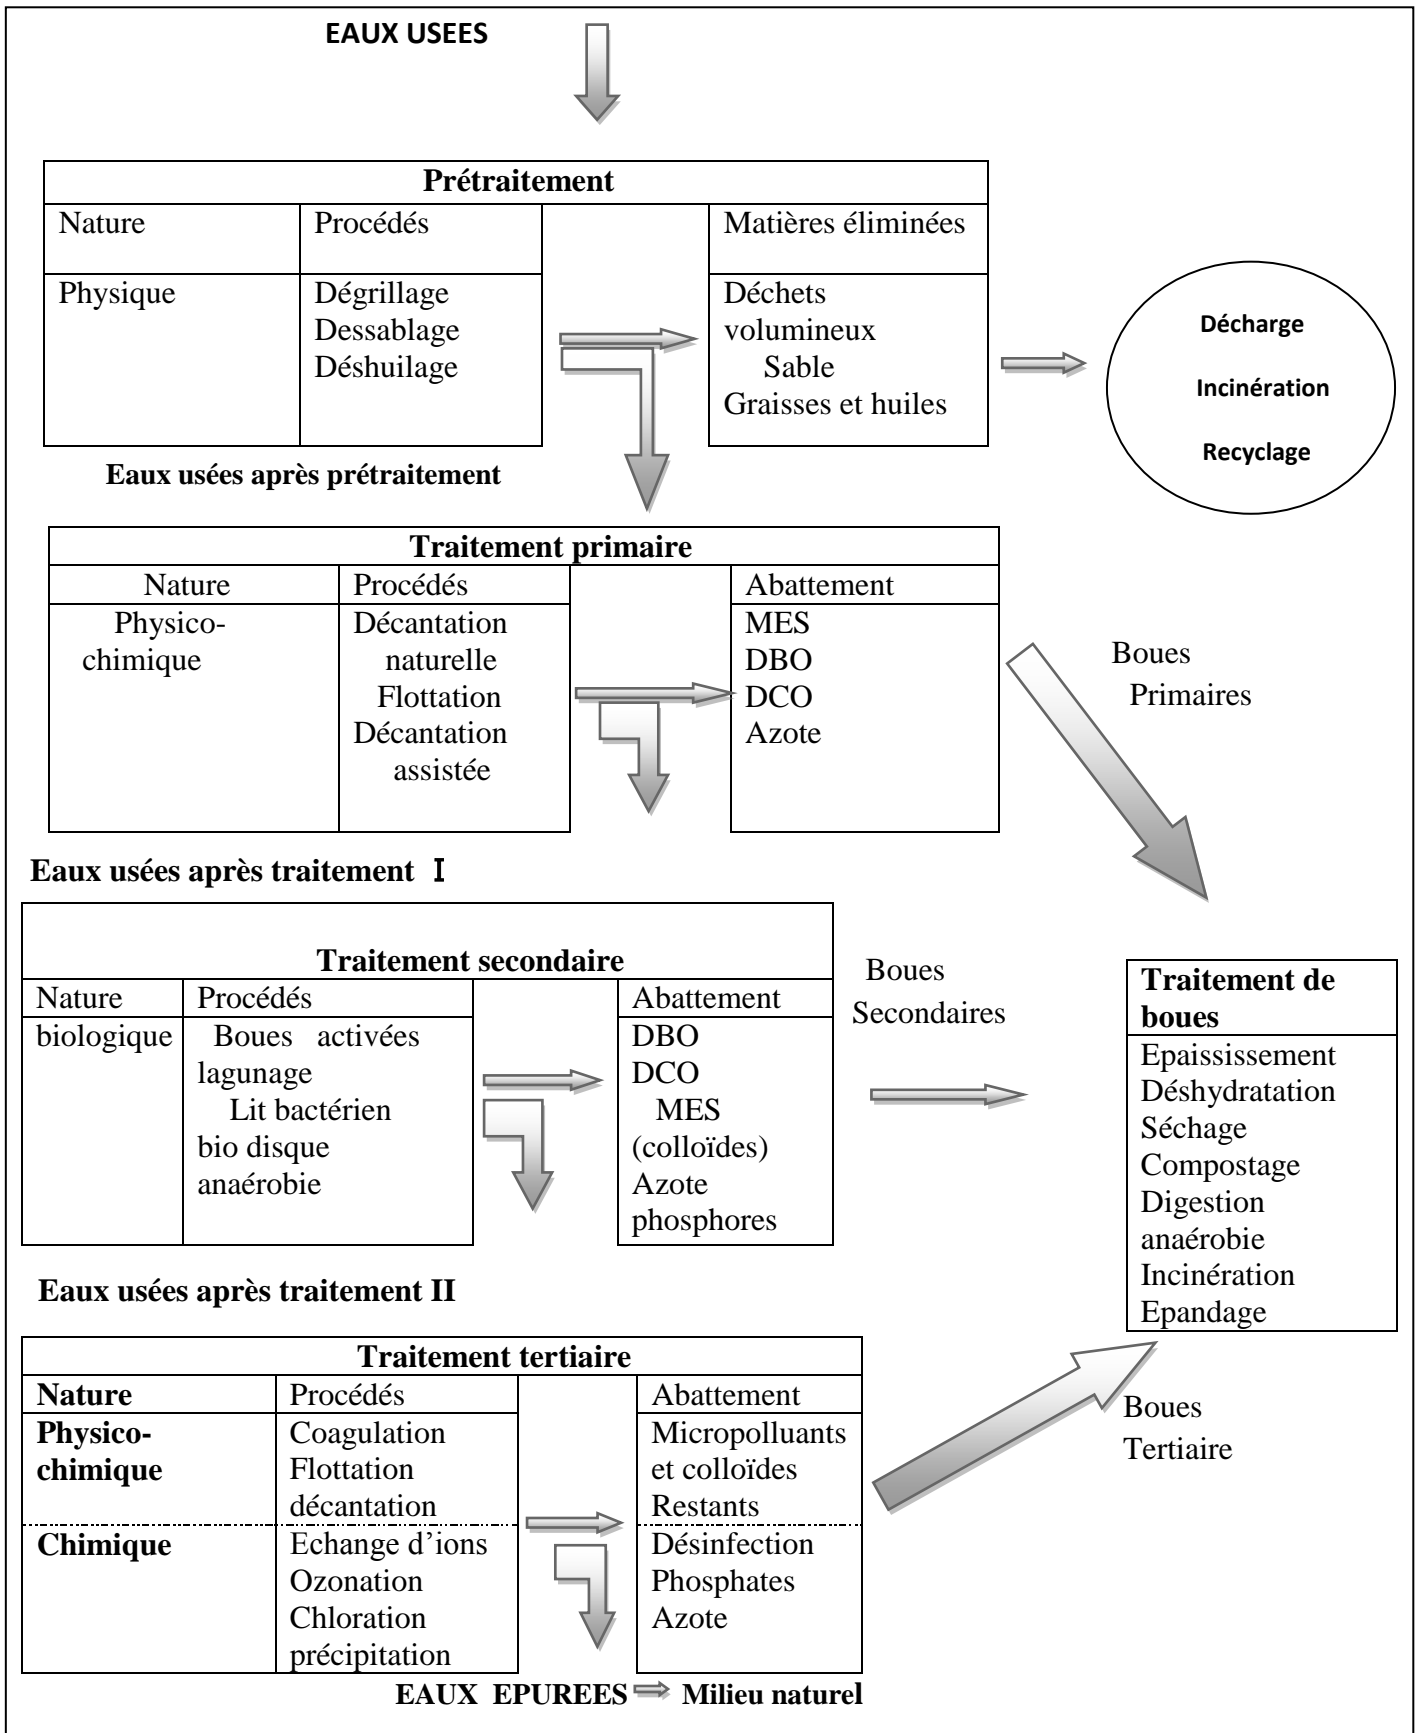 EAUX USEES
Prétraitement
Nature
Procédés
Matières éliminées
Physique
Dégrillage
Dessablage
Déshuilage
Déchets
volumineux
Sable
Graisses et huiles
Décharge
Incinération
Recyclage
Eaux usées après prétraitement
Traitement primaire
Nature
Procédés
Abattement
Physico-
chimique
Décantation
naturelle
Flottation
Décantation
assistée
MES
DBO
DCO
Azote
Boues
Primaires
Eaux usées après traitement I
Traitement secondaire
Nature
Procédés
Abattement
biologique
Boues activées
lagunage
Lit bactérien
bio disque
anaérobie
DBO
DCO
MES
(colloïdes)
Azote
phosphores
Boues
Secondaires
Traitement de
boues
Epaississement
Déshydratation
Séchage
Compostage
Digestion
anaérobie
Incinération
Epandage
Eaux usées après traitement II
Traitement tertiaire
Nature
Procédés
Abattement
Physico-
chimique
Coagulation
Flottation
décantation
Micropolluants
et colloïdes
Restants
Chimique
Echange d’ions
Ozonation
Chloration
précipitation
Désinfection
Phosphates
Azote
Boues
Tertiaire
EAUX EPUREES Milieu naturel